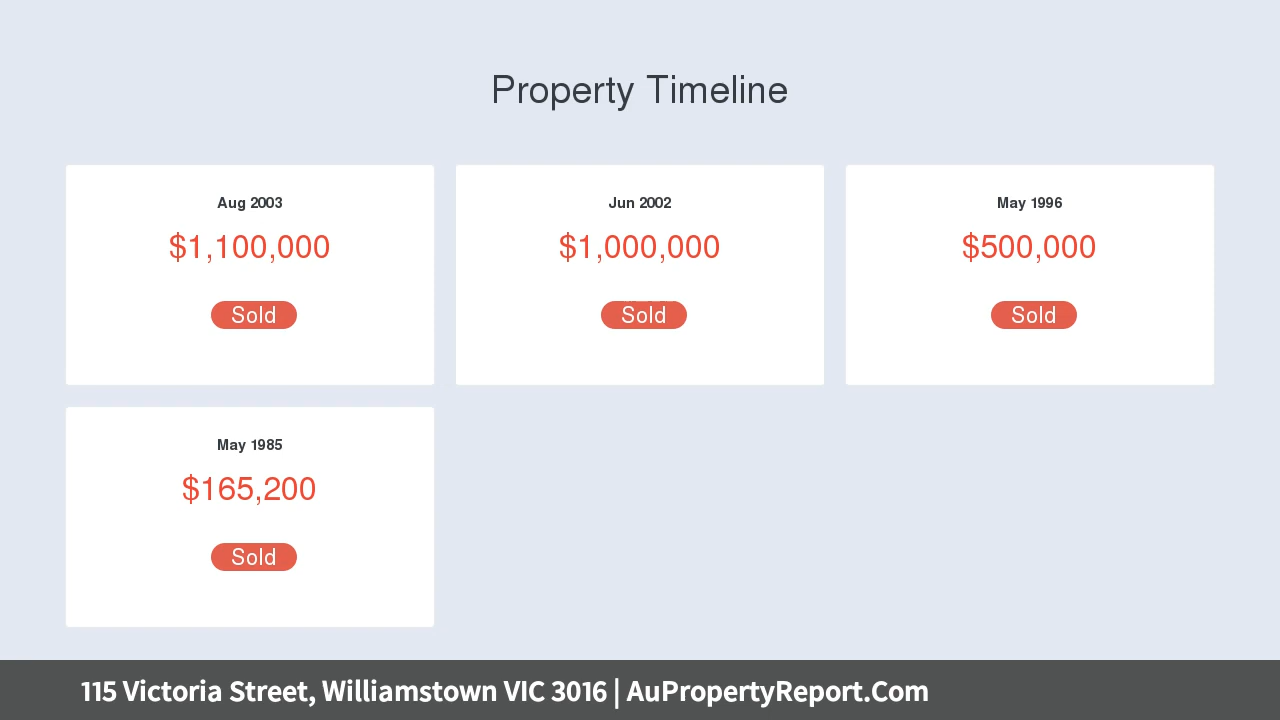 Property Timeline
Aug 2003
$1,100,000
Sold
Jun 2002
$1,000,000
Sold
May 1996
$500,000
Sold
May 1985
$165,200
Sold
115 Victoria Street, Williamstown VIC 3016 | AuPropertyReport.Com